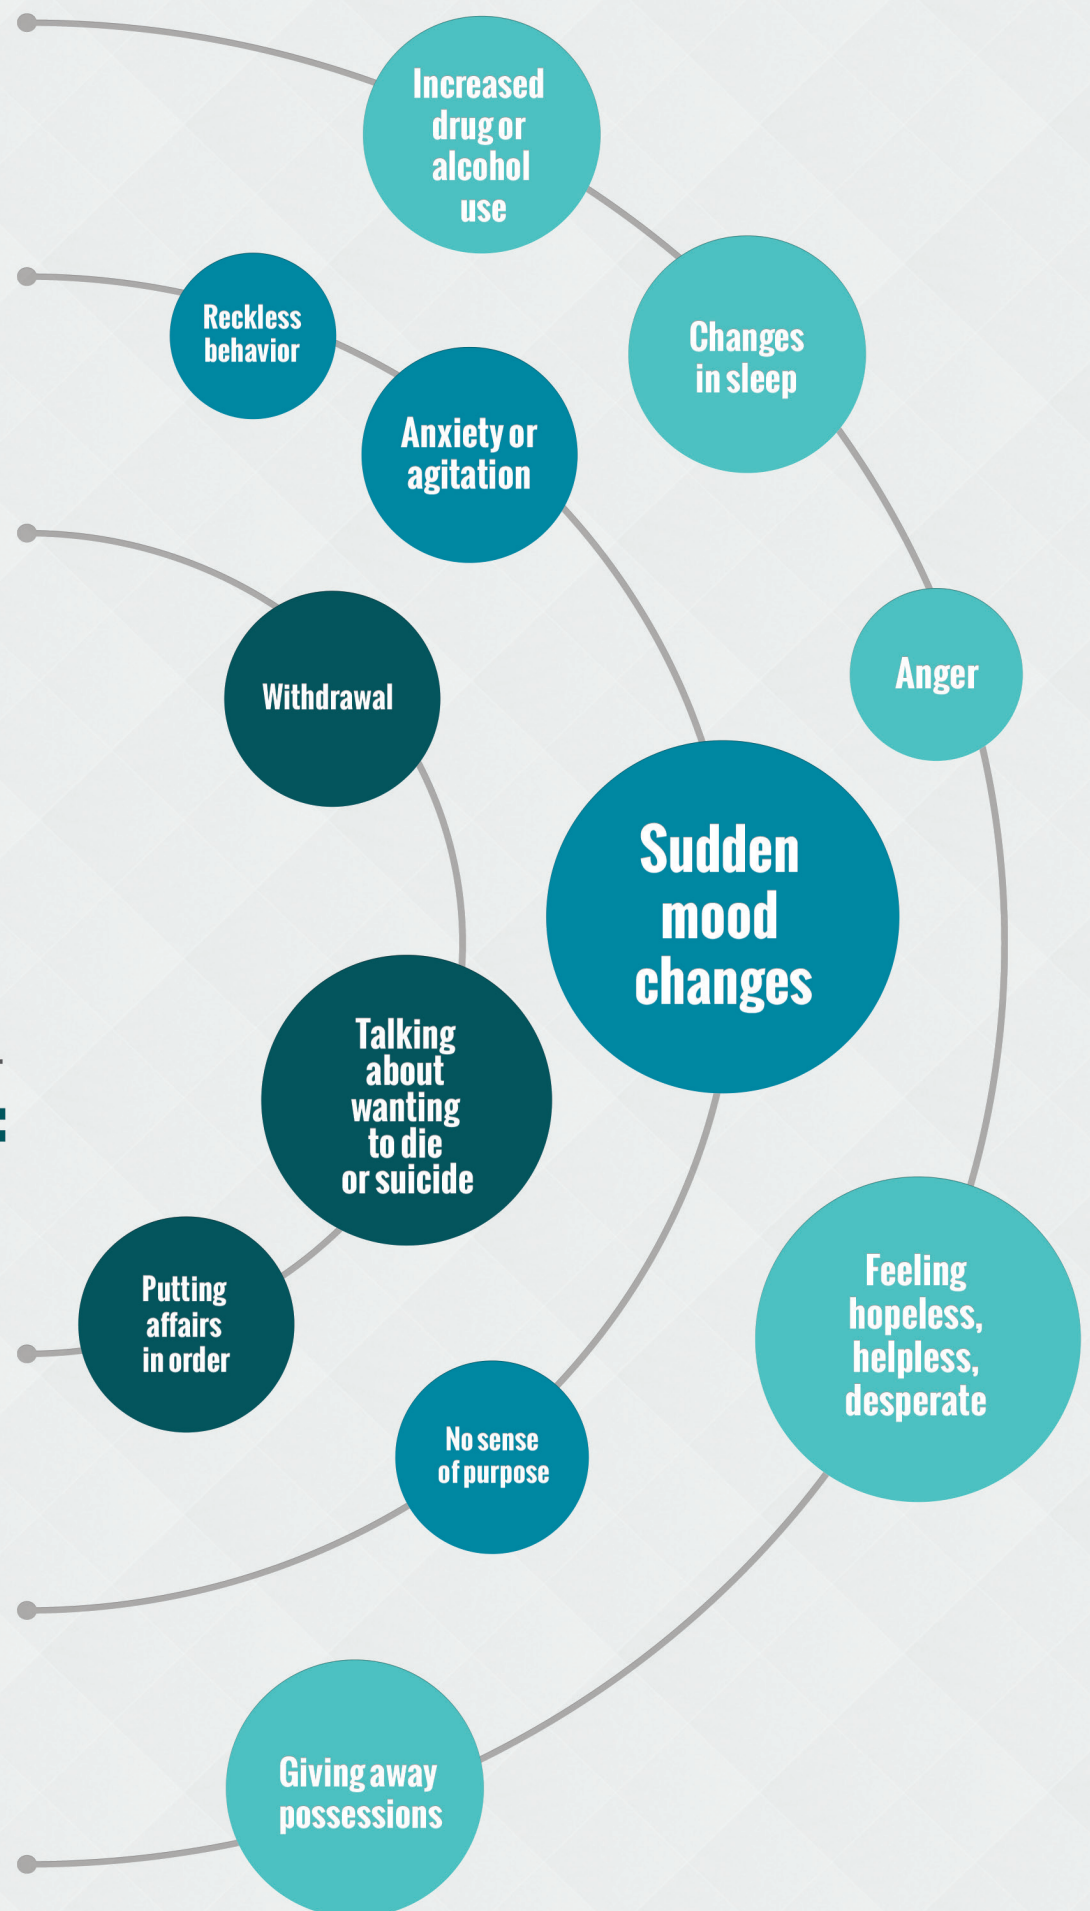 Increased
drug or
alcohol
use
Reckless
behavior
Changes
in sleep
Anxiety or
agitation
Withdrawal
Anger
Sudden
mood
changes
Talking
about
wanting
to die
or suicide
Putting
affairs
in order
Feeling
hopeless,
helpless,
desperate
No sense
of purpose
Giving away
possessions